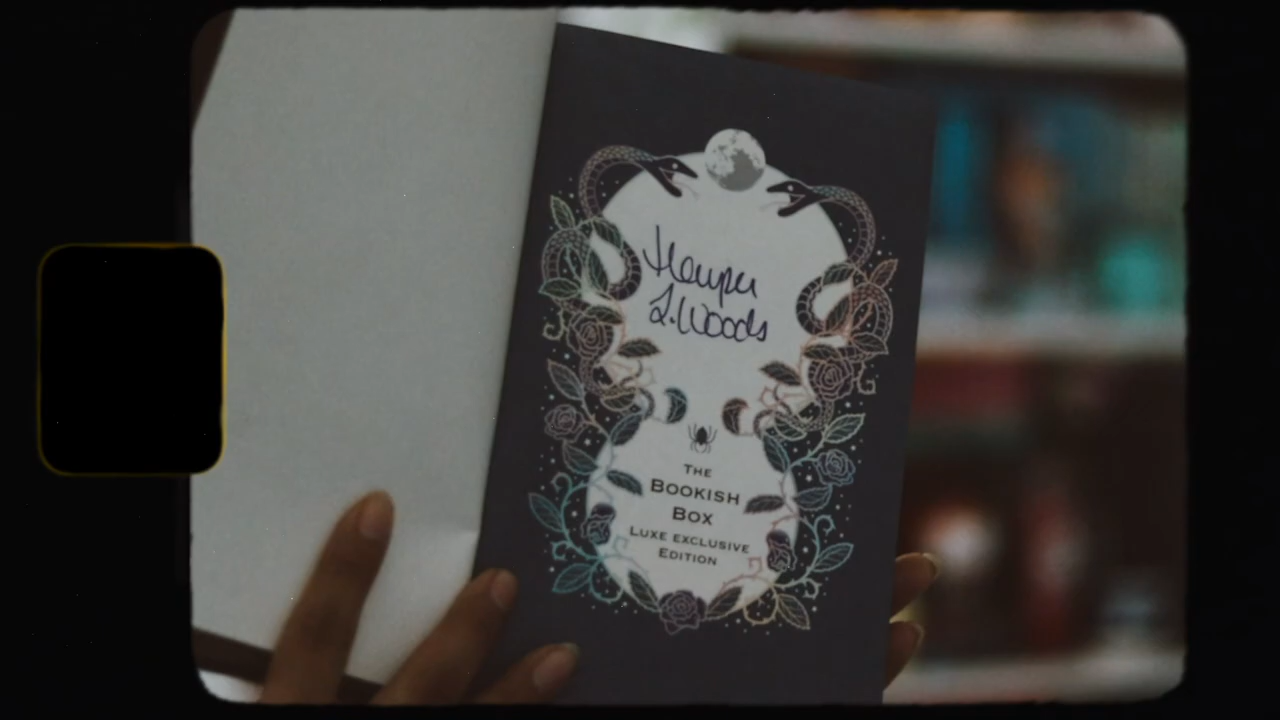 Harper
L. Woods
THE
BOOKISH
BOX
LUXE EXCLUSIVE
EDITION